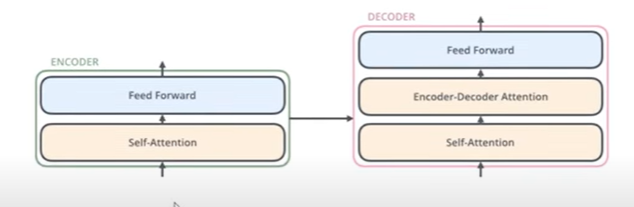 ENCODER
Feed Forward
Self-Attention
DECODER
Feed Forward
Encoder-Decoder Attention
Self-Attention